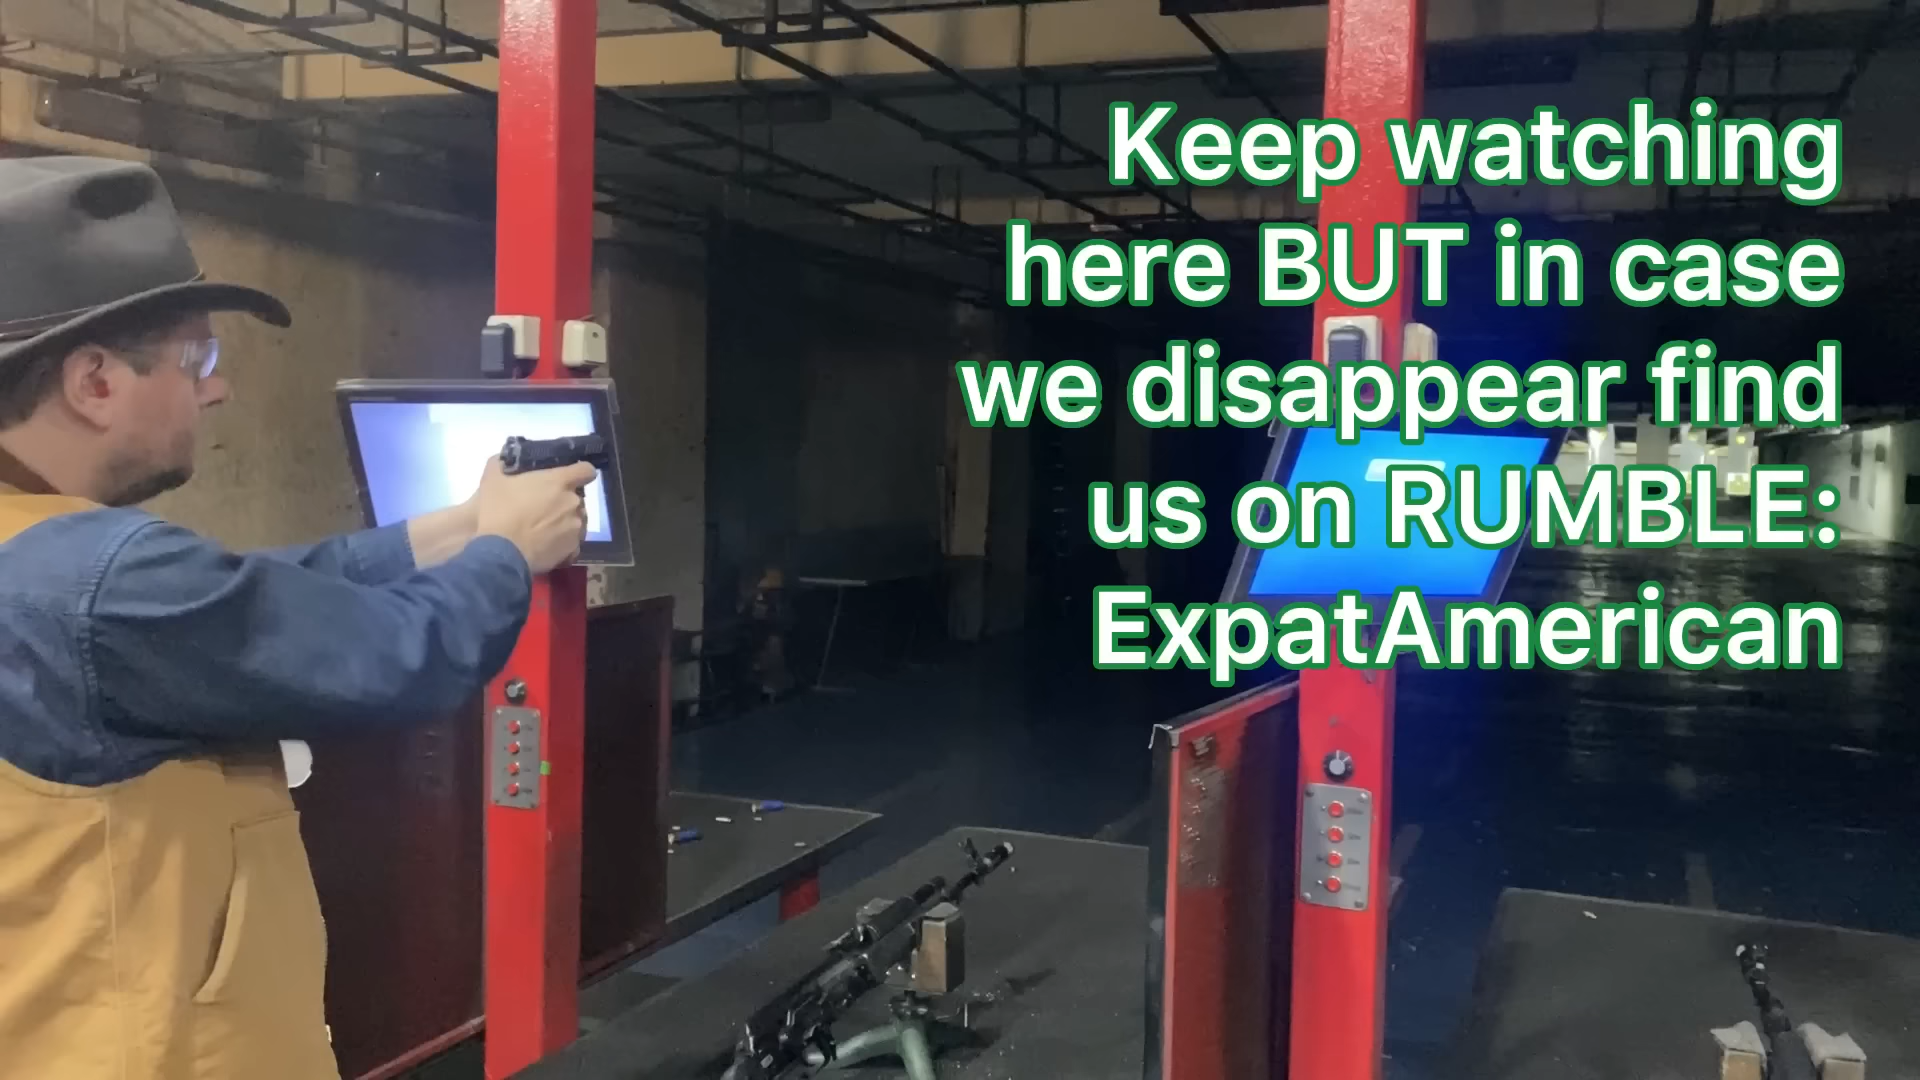 Keep watching
here BUT in case
we disappear find
us on RUMBLE:
ExpatAmerican